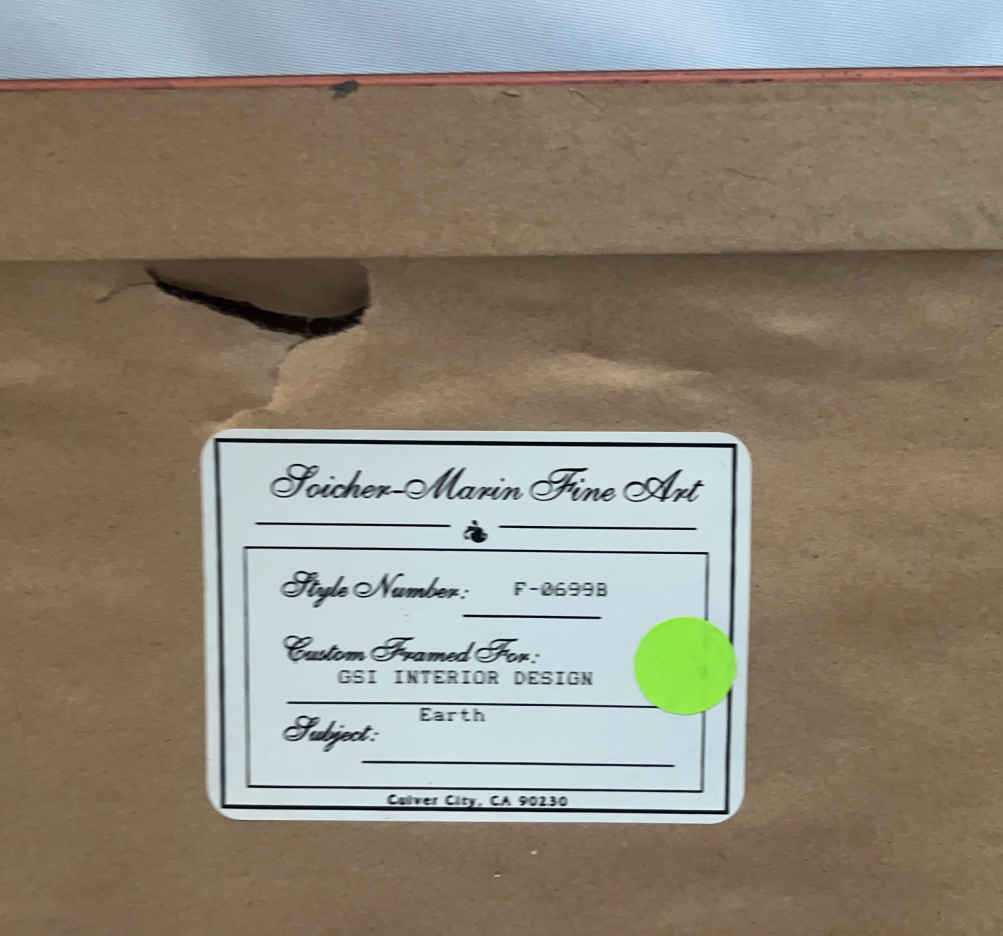 Soicher-Marin Fine Art
Style Number: F-0699B
Custom Framed For:
GSI INTERIOR DESIGN
Earth
Subject:
Culver City, CA 90230